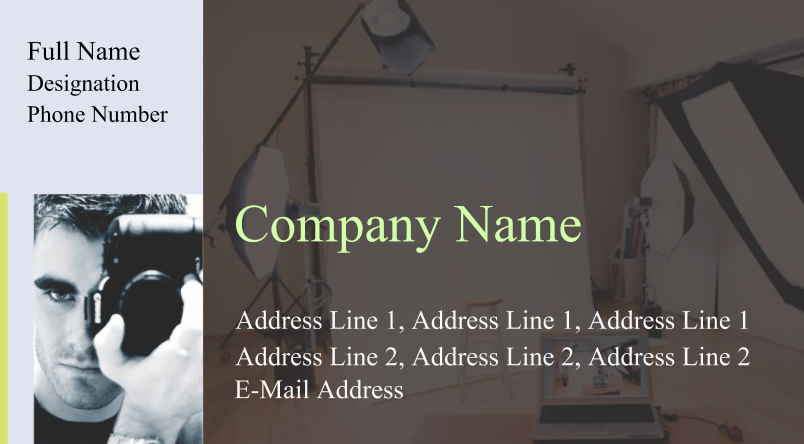 Full Name
Designation
Phone Number
Company Name
Address Line 1, Address Line 1, Address Line 1
Address Line 2, Address Line 2, Address Line 2
E-Mail Address